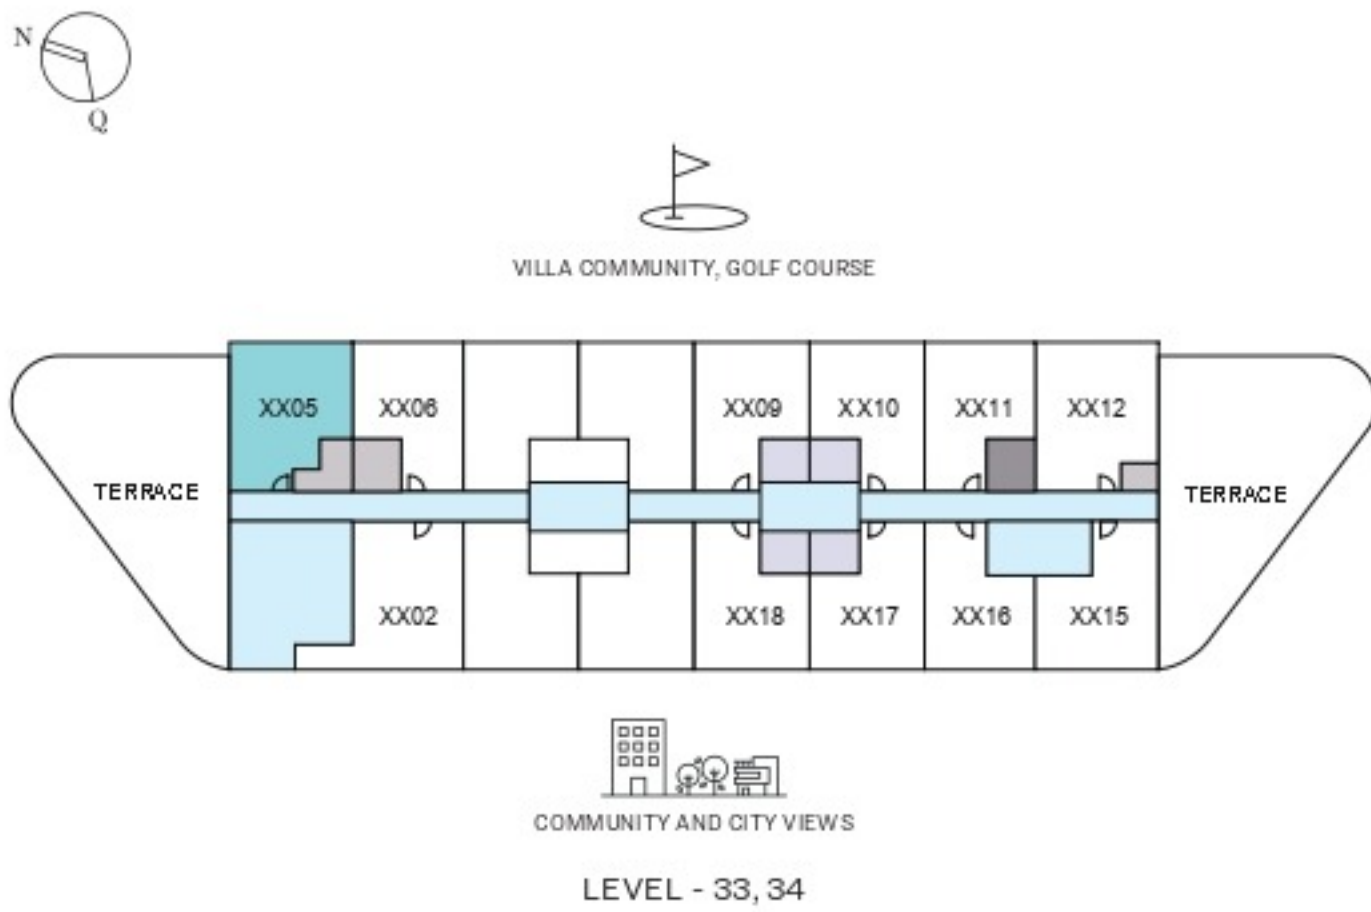 N
Q
VILLA COMMUNITY, GOLF COURSE
XX05 XX06 XX09 XX10 XX11 XX12
TERRACE TERRACE
XX02 XX18 XX17 XX16 XX15
COMMUNITY AND CITY VIEWS
LEVEL - 33, 34